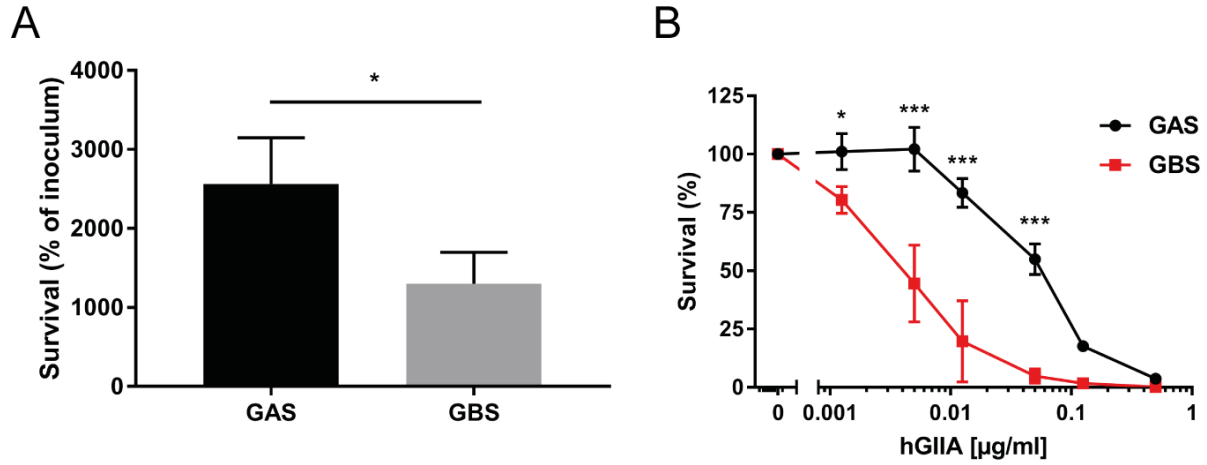 A
Survival (% of inoculum)
4000
3000
2000
1000
0
*
GAS
GBS
B
Survival (%)
125
100
75
50
25
0
*
***
***
***
GAS
GBS
0
0.001
0.01
0.1
1
hGIIA [µg/ml]